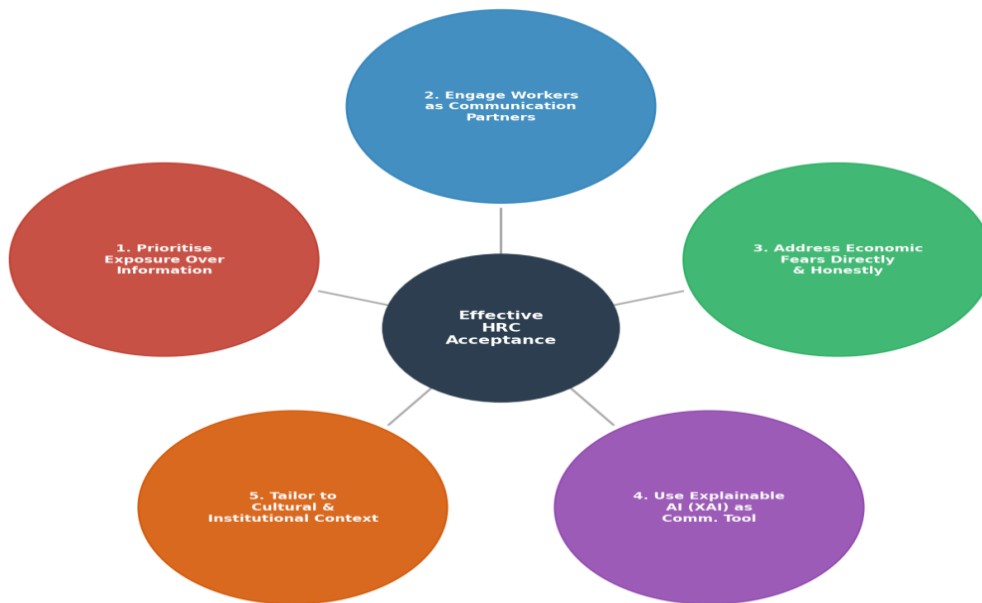 2. Engage Workers
as Communication
Partners
1. Prioritise
Exposure Over
Information
3. Address Economic
Fears Directly
& Honestly
Effective
HRC
Acceptance
5. Tailor to
Cultural &
Institutional Context
4. Use Explainable
AI (XAI) as
Comm. Tool